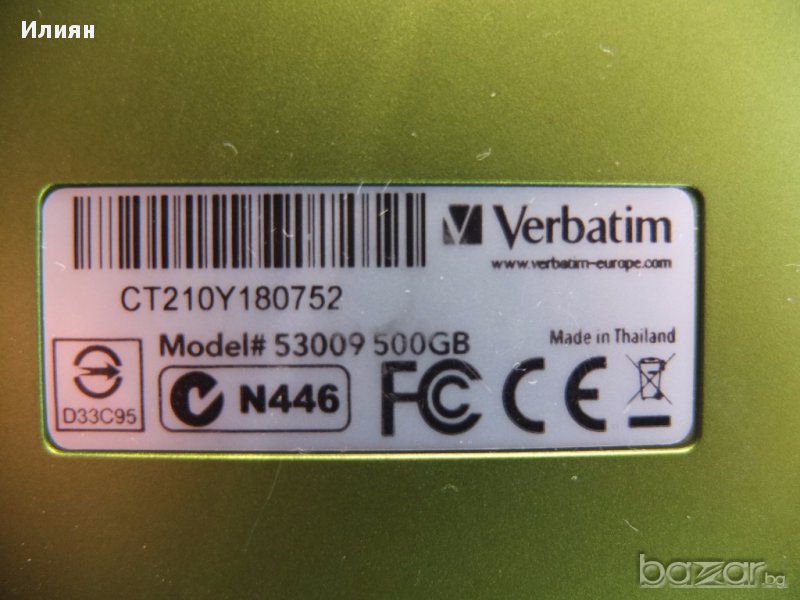 Илиян
Verbatim
www.verbatim-europe.com
CT210Y180752
Model# 53009 500GB
Made in Thailand
D33C95
N446
FC CE
bazar.bg